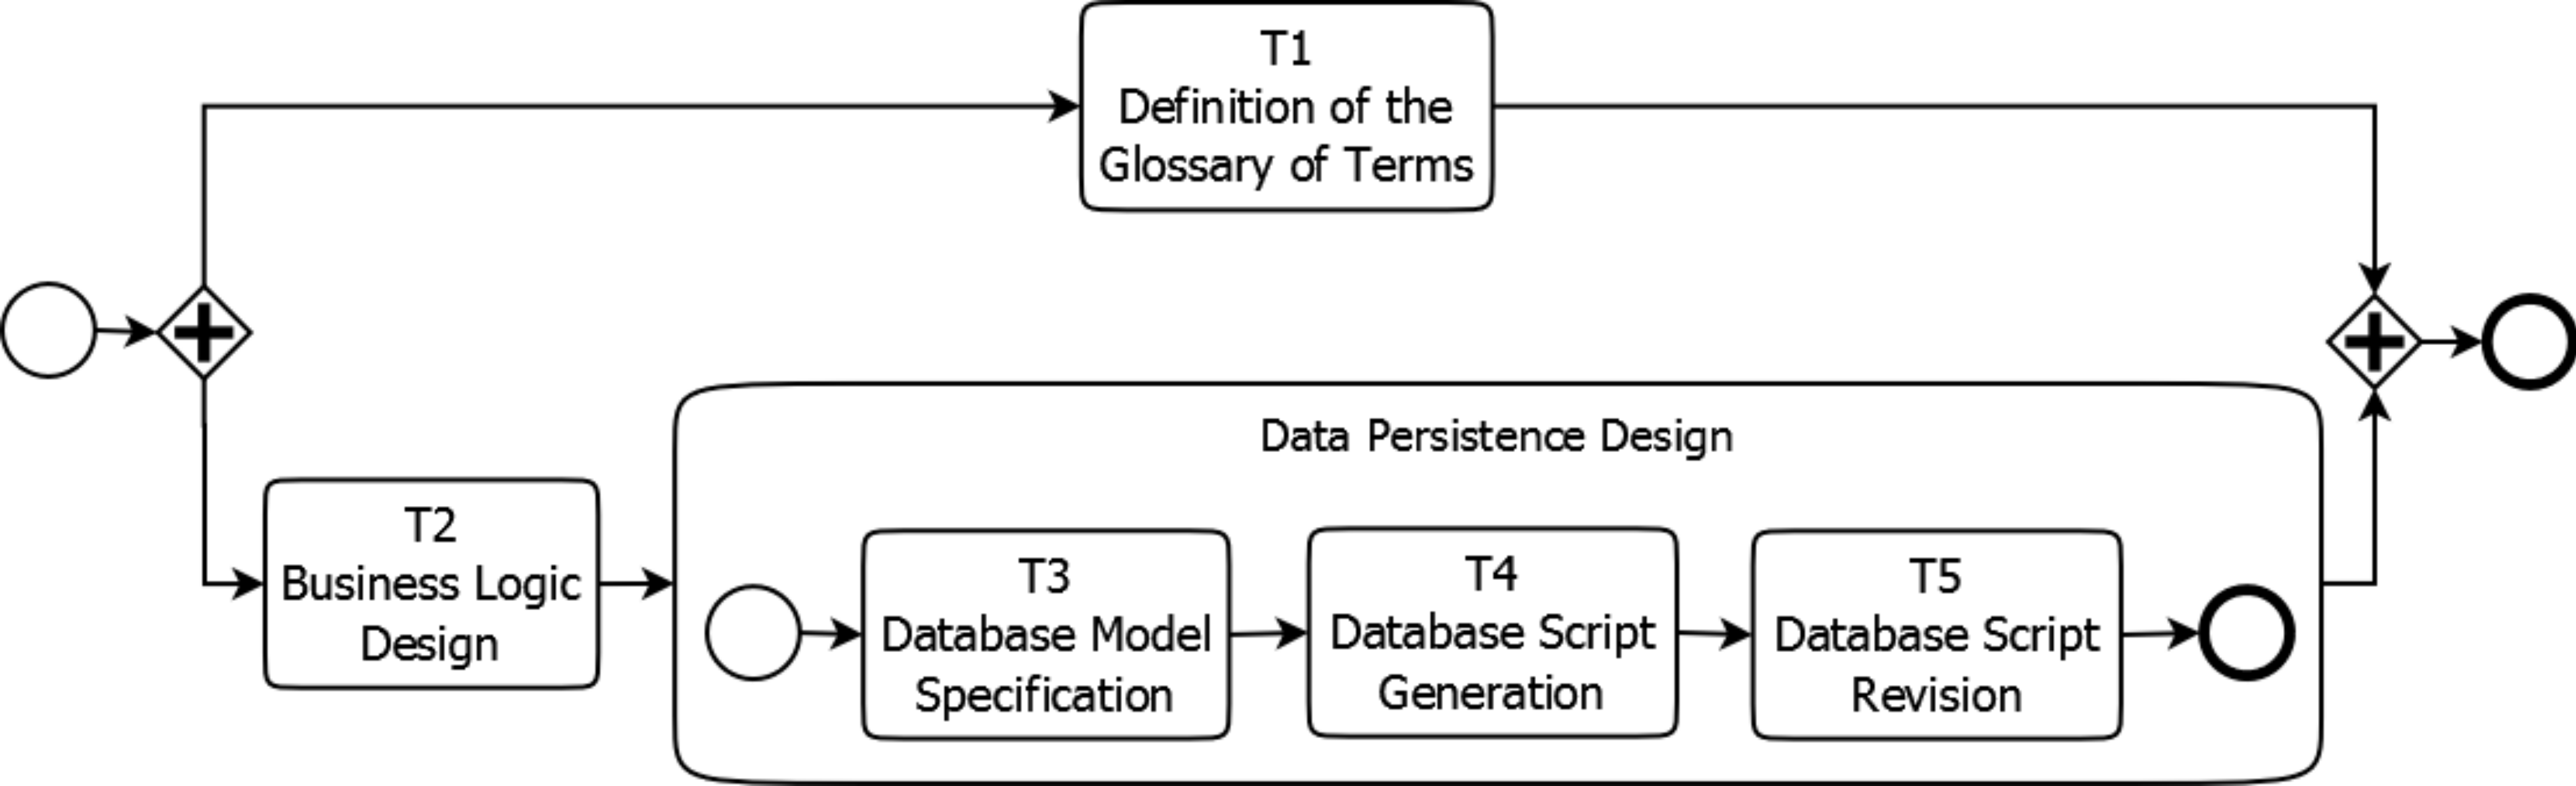 T1
Definition of the
Glossary of Terms
Data Persistence Design
T2
Business Logic
Design
T3
Database Model
Specification
T4
Database Script
Generation
T5
Database Script
Revision